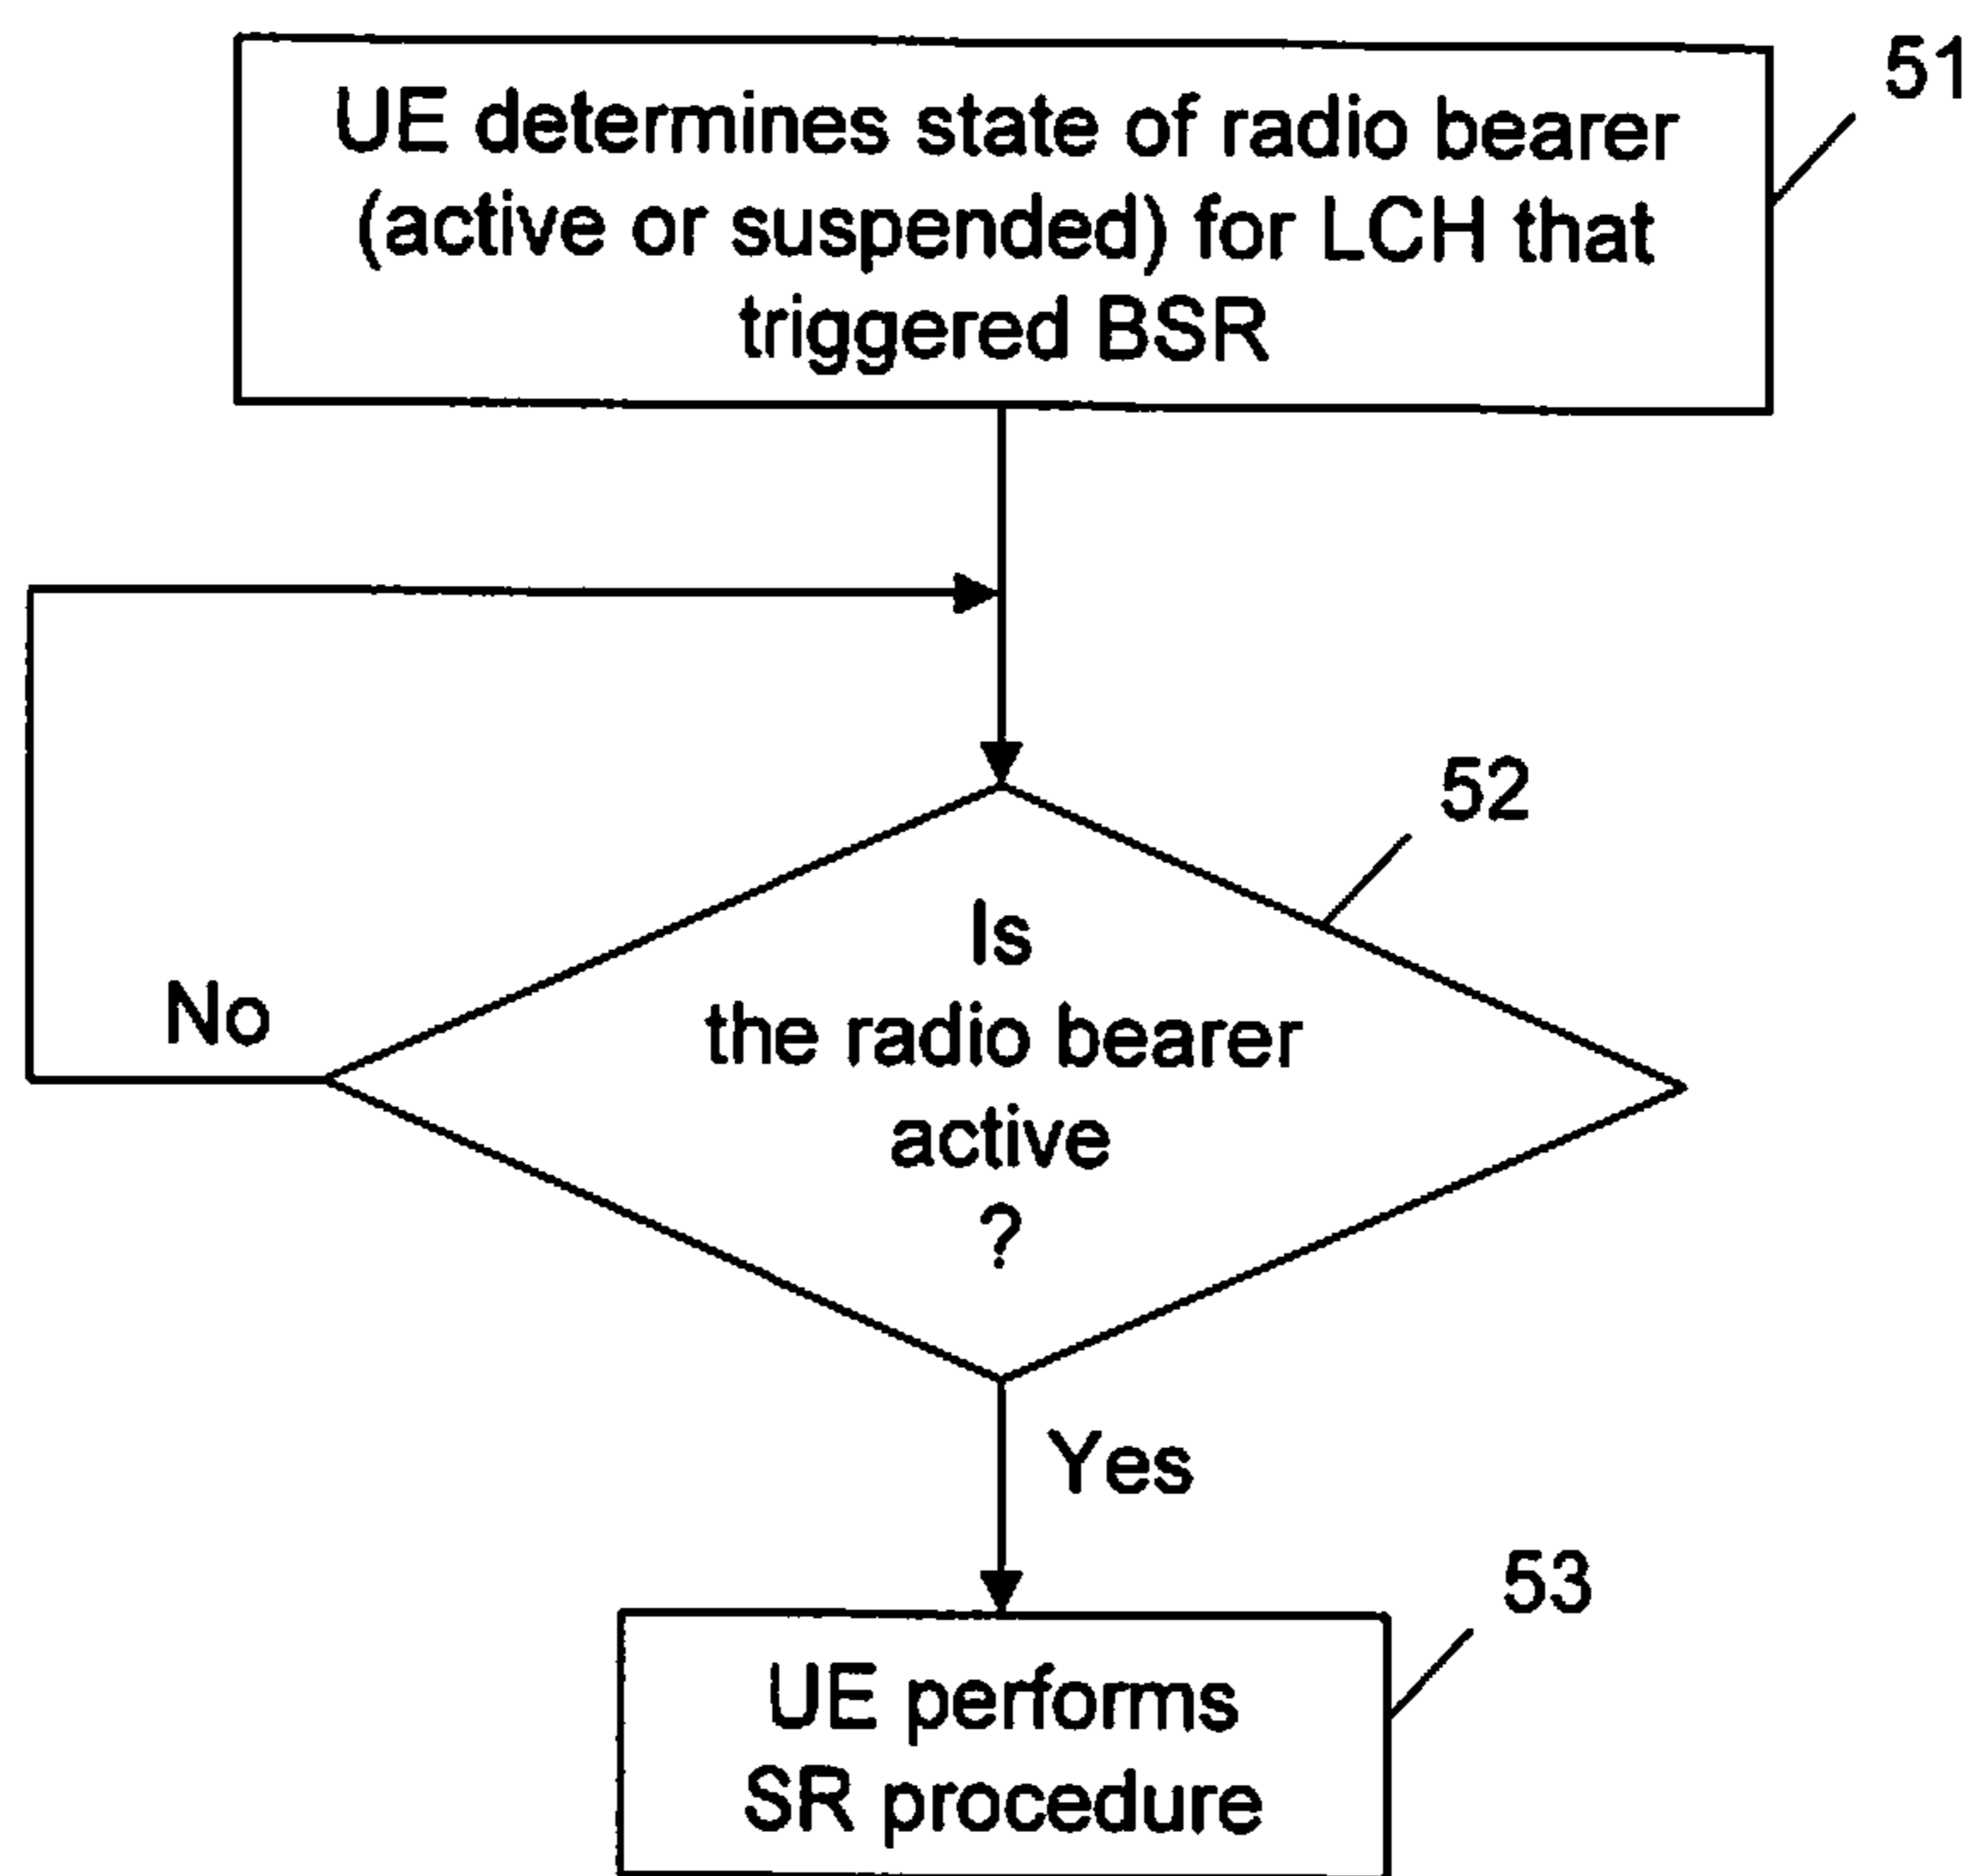 51
UE determines state of radio bearer
(active or suspended) for LCH that
triggered BSR
52
Is
the radio bearer
active
?
No
Yes
53
UE performs
SR procedure